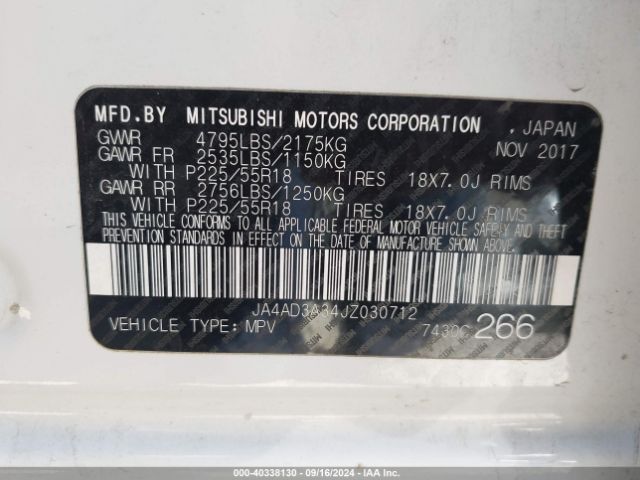 MFD.BY MITSUBISHI MOTORS CORPORATION , JAPAN
GVWR 4795LBS/2175KG NOV 2017
GAWR FR 2535LBS/1150KG
WITH P225/55R18 TIRES 18X7.0J RIMS
GAWR RR 2756LBS/1250KG
WITH P225/55R18 TIRES 18X7.0J RIMS
THIS VEHICLE CONFORMS TO ALL APPLICABLE FEDERAL MOTOR VEHICLE SAFETY AND THEFT
PREVENTION STANDARDS IN EFFECT ON THE DATE OF MANUFACTURE SHOWN ABOVE.
JA4AD3A34JZ030712
VEHICLE TYPE: MPV 7430C 266
000-40338130 - 09/16/2024 - IAA Auctions